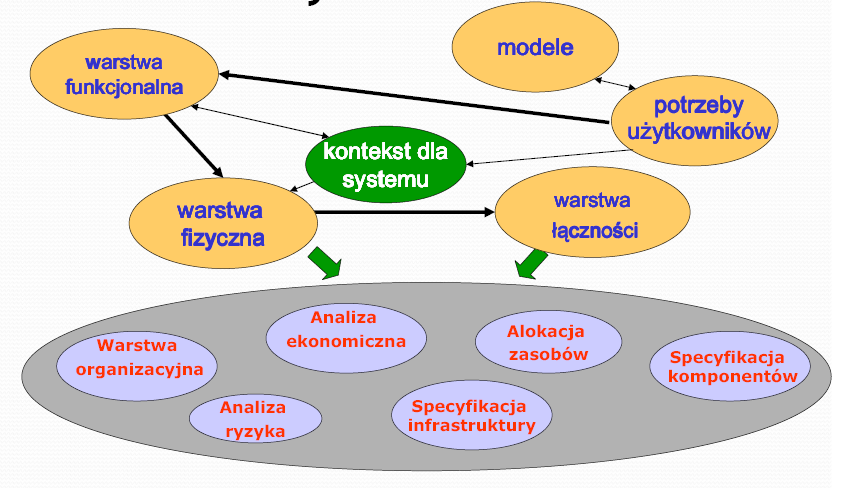 modele
warstwa
funkcjonalna
potrzeby
użytkowników
kontekst dla
systemu
warstwa
fizyczna
warstwa
łączności
Analiza
ekonomiczna
Alokacja
zasobów
Warstwa
organizacyjna
Specyfikacja
komponentów
Analiza
ryzyka
Specyfikacja
infrastruktury